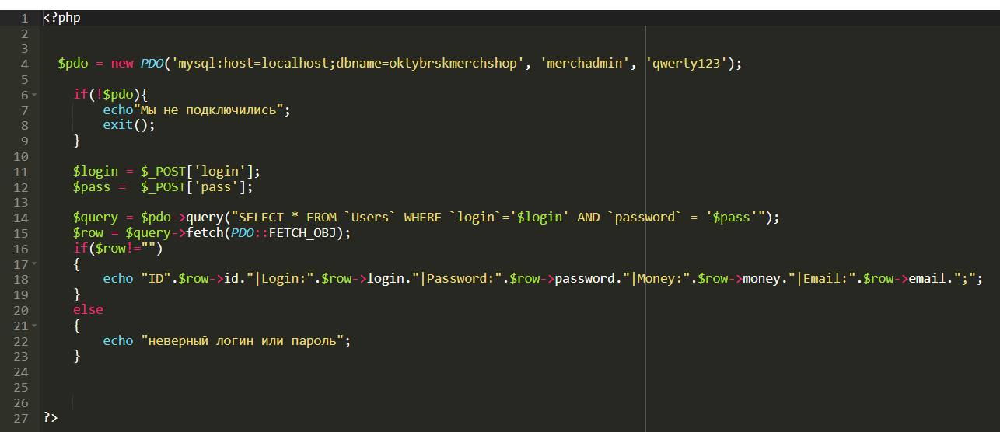 1 <?php
2
3
4 $pdo = new PDO('mysql:host=localhost;dbname=oktybrskmerchshop', 'merchadmin', 'qwerty123');
5
6 if(!$pdo){
7 echo"Мы не подключились";
8 exit();
9 }
10
11 $login = $_POST['login'];
12 $pass =  $_POST['pass'];
13
14 $query = $pdo->query("SELECT * FROM `Users` WHERE `login`='$login' AND `password` = '$pass'");
15 $row = $query->fetch(PDO::FETCH_OBJ);
16 if($row!="")
17 {
18 echo "ID".$row->id."|Login:".$row->login."|Password:".$row->password."|Money:".$row->money."|Email:".$row->email.";";
19 }
20 else
21 {
22 echo "неверный логин или пароль";
23 }
24
25
26
27 ?>